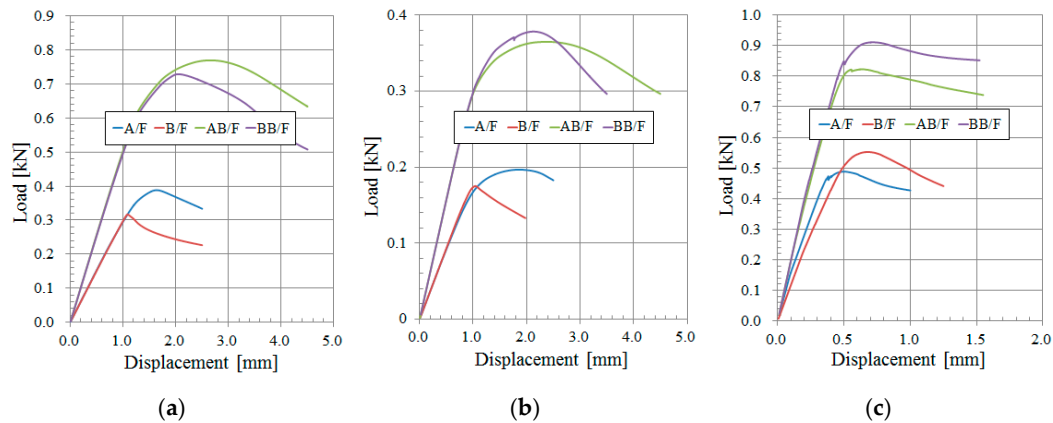 0.9
0.8
0.7
0.6
0.5
0.4
0.3
0.2
0.1
0.0
Load [kN]
A/F B/F AB/F BB/F
0.0 1.0 2.0 3.0 4.0 5.0
Displacement [mm]
(a)
0.4
0.3
0.2
0.1
0
Load [kN]
A/F B/F AB/F BB/F
0.0 1.0 2.0 3.0 4.0 5.0
Displacement [mm]
(b)
1.0
0.9
0.8
0.7
0.6
0.5
0.4
0.3
0.2
0.1
0.0
Load [kN]
A/F B/F AB/F BB/F
0.0 0.5 1.0 1.5 2.0
Displacement [mm]
(c)